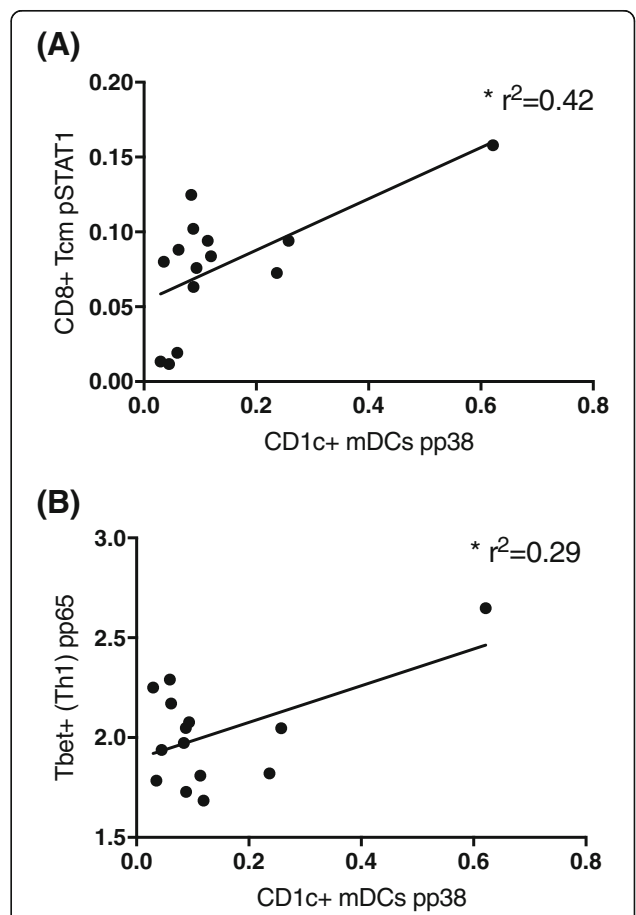 (A)
* r²=0.42
CD8+ Tcm pSTAT1
0.20
0.15
0.10
0.05
0.00
0.0 0.2 0.4 0.6 0.8
CD1c+ mDCs pp38
(B)
* r²=0.29
Tbet+ (Th1) pp65
3.0
2.5
2.0
1.5
0.0 0.2 0.4 0.6 0.8
CD1c+ mDCs pp38